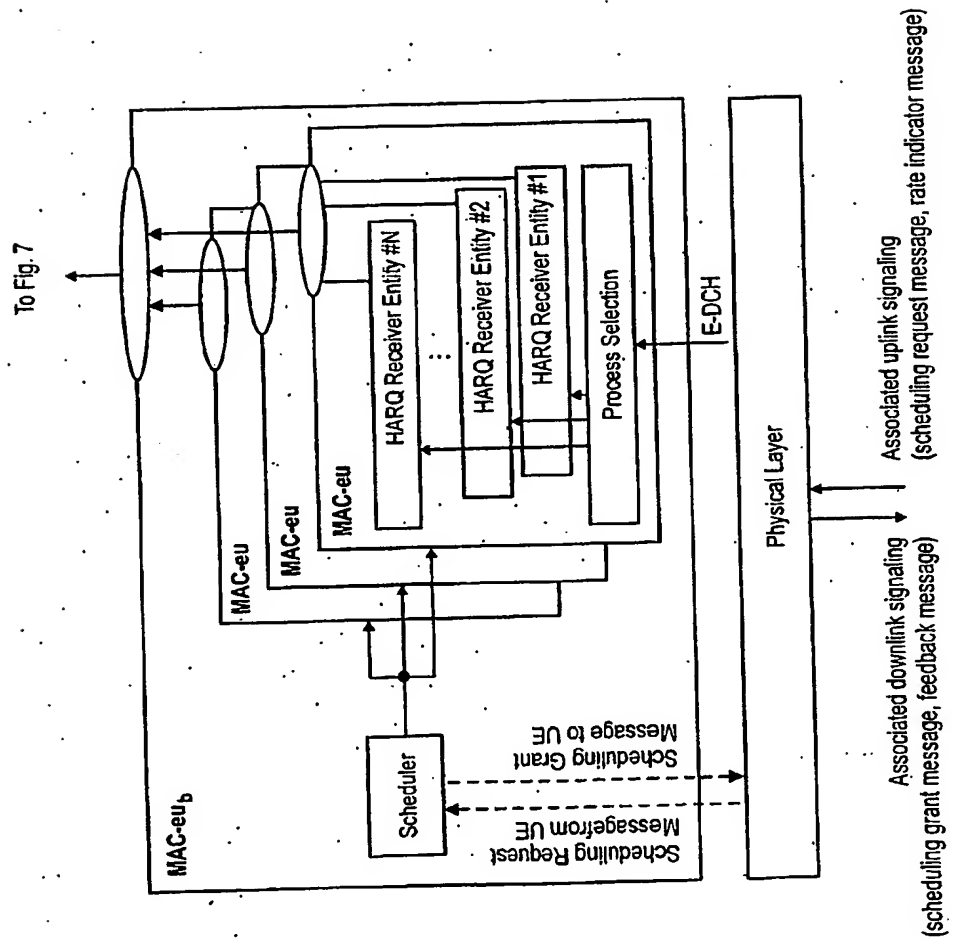 To Fig. 7
MAC-eu_b
MAC-eu
MAC-eu
MAC-eu
HARQ Receiver Entity #N
...
HARQ Receiver Entity #2
HARQ Receiver Entity #1
Process Selection
Scheduler
Scheduling Request
Messagefrom UE
Scheduling Grant
Message to UE
E-DCH
Physical Layer
Associated downlink signaling
(scheduling grant message, feedback message)
Associated uplink signaling
(scheduling request message, rate indicator message)